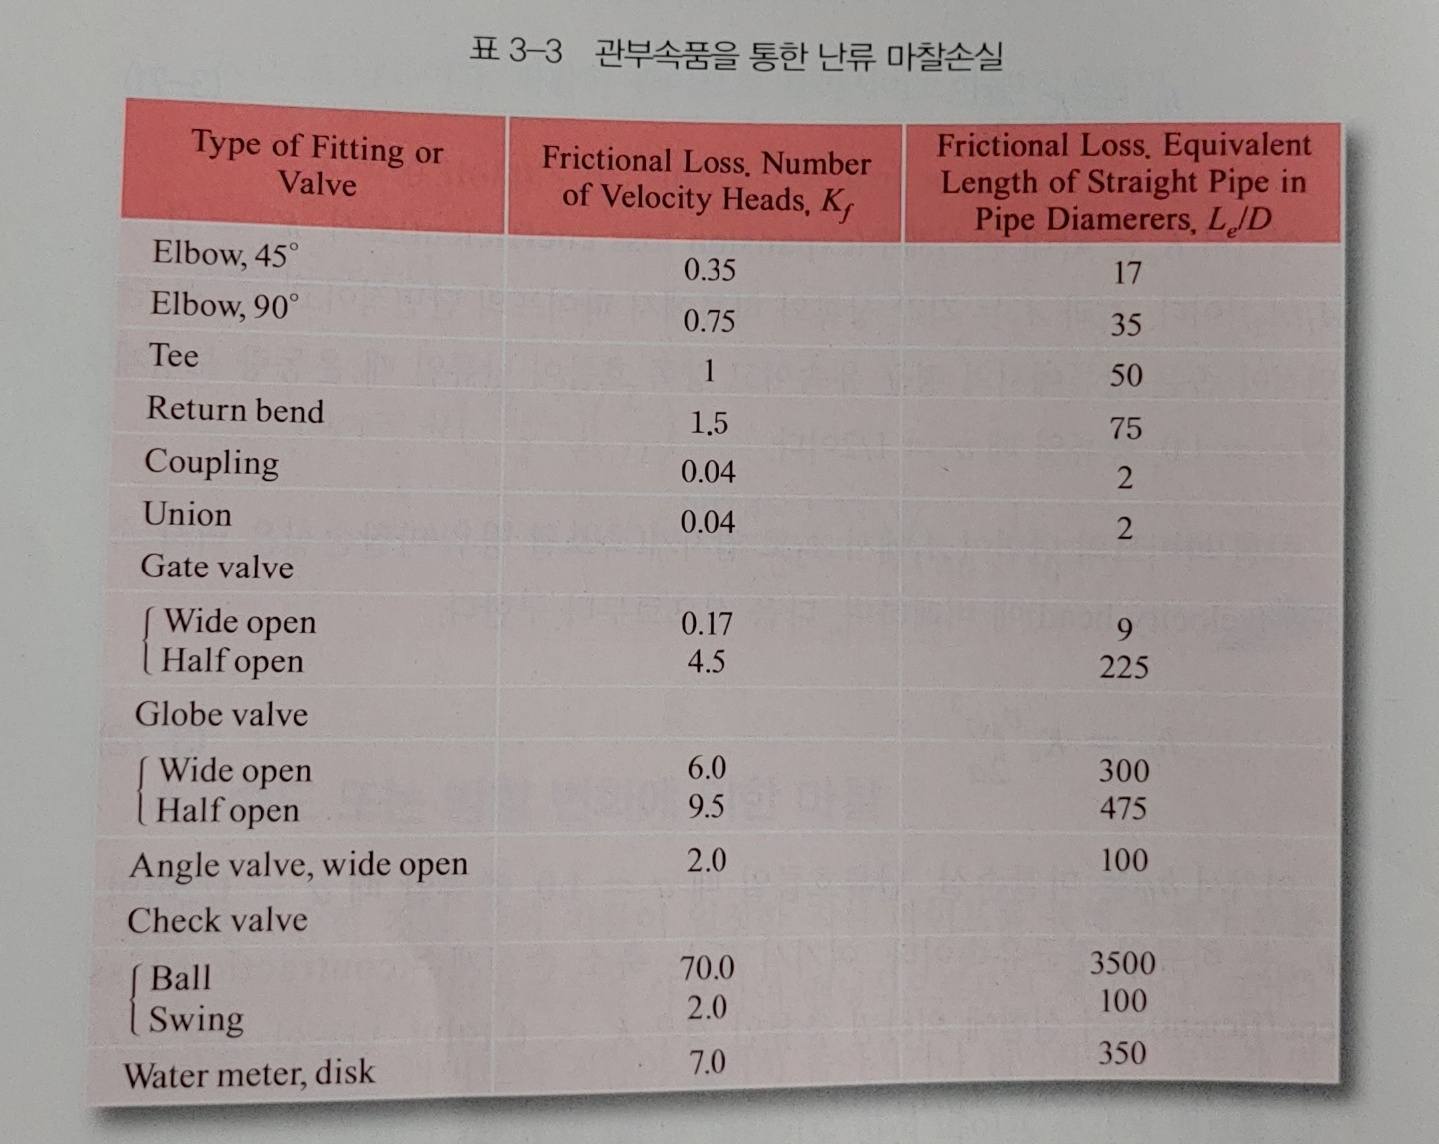 표 3-3 관부속품을 통한 난류 마찰손실
Type of Fitting or Valve
Frictional Loss, Number of Velocity Heads, Kf
Frictional Loss, Equivalent Length of Straight Pipe in Pipe Diamerers, Le/D
Elbow, 45° 0.35 17
Elbow, 90° 0.75 35
Tee 1 50
Return bend 1.5 75
Coupling 0.04 2
Union 0.04 2
Gate valve
Wide open 0.17 9
Half open 4.5 225
Globe valve
Wide open 6.0 300
Half open 9.5 475
Angle valve, wide open 2.0 100
Check valve
Ball 70.0 3500
Swing 2.0 100
Water meter, disk 7.0 350